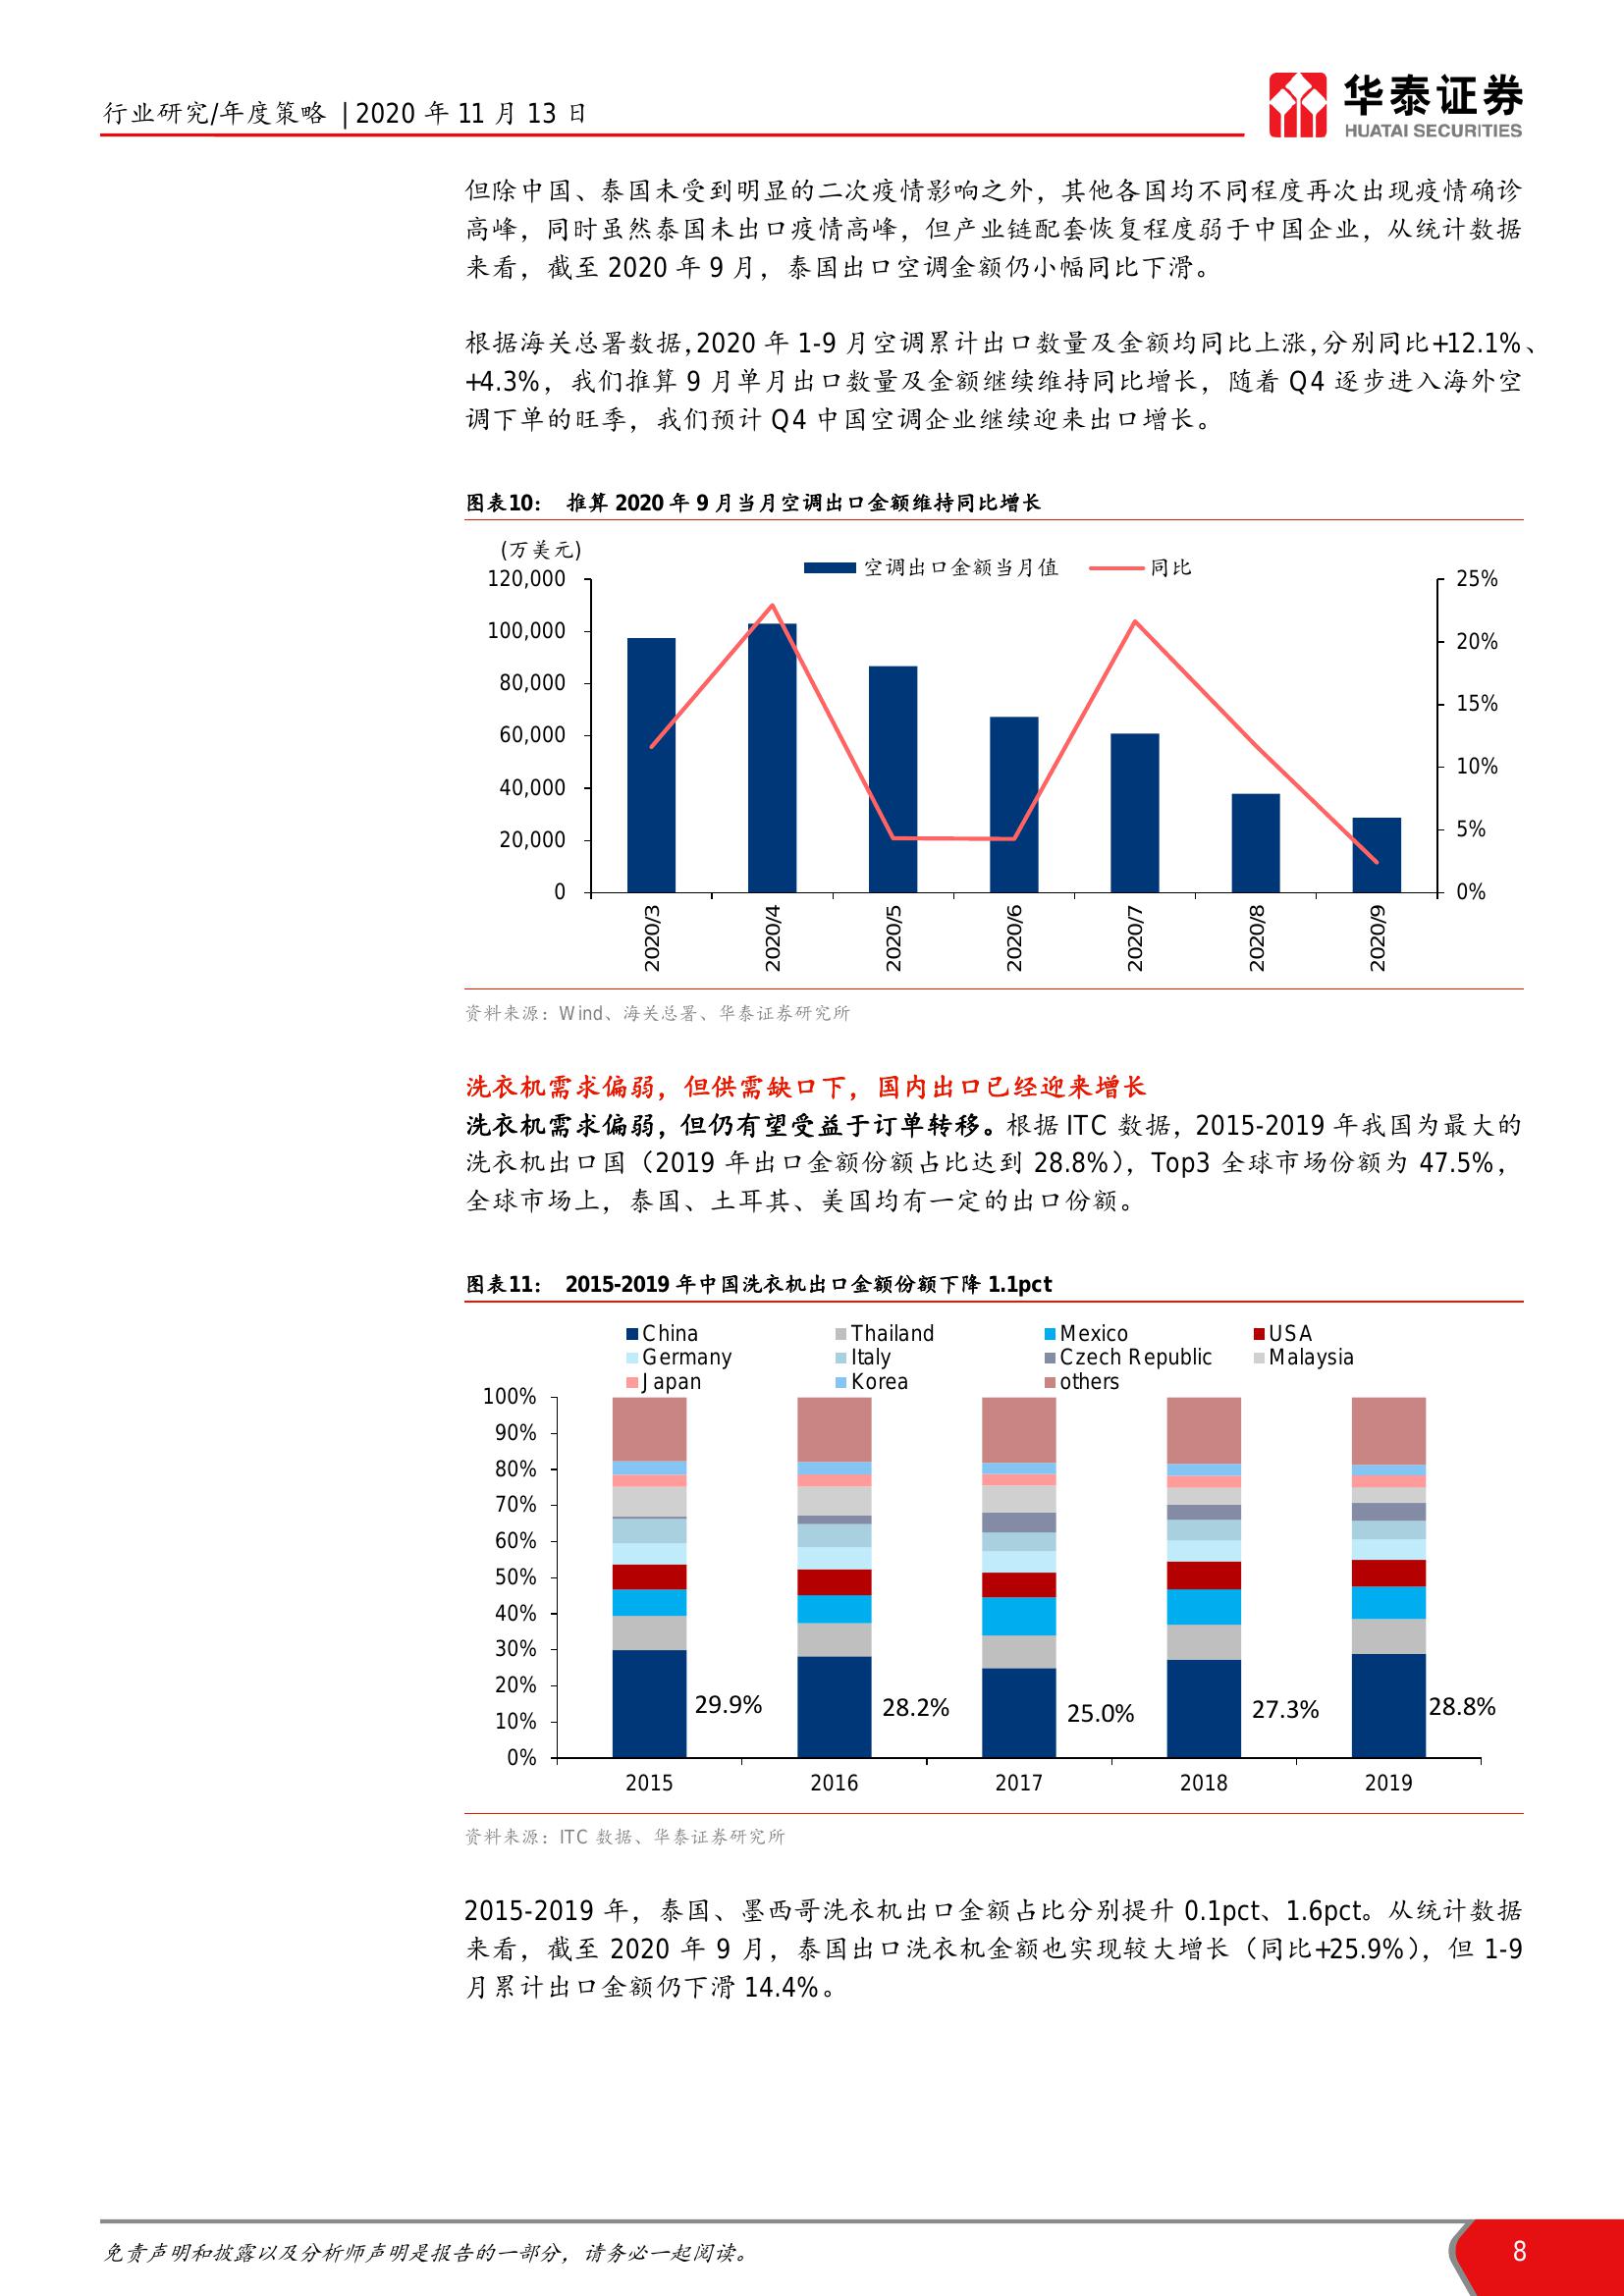 行业研究/年度策略 | 2020 年 11 月 13 日
华泰证券
HUATAI SECURITIES
但除中国、泰国未受到明显的二次疫情影响之外，其他各国均不同程度再次出现疫情确诊
高峰，同时虽然泰国未出口疫情高峰，但产业链配套恢复程度弱于中国企业，从统计数据
来看，截至 2020 年 9 月，泰国出口空调金额仍小幅同比下滑。
根据海关总署数据，2020 年 1-9 月空调累计出口数量及金额均同比上涨，分别同比+12.1%、
+4.3%，我们推算 9 月单月出口数量及金额继续维持同比增长，随着 Q4 逐步进入海外空
调下单的旺季，我们预计 Q4 中国空调企业继续迎来出口增长。
图表10： 推算 2020 年 9 月当月空调出口金额维持同比增长
(万美元)
空调出口金额当月值 同比
120,000
100,000
80,000
60,000
40,000
20,000
0
25%
20%
15%
10%
5%
0%
2020/3 2020/4 2020/5 2020/6 2020/7 2020/8 2020/9
资料来源：Wind、海关总署、华泰证券研究所
洗衣机需求偏弱，但供需缺口下，国内出口已经迎来增长
洗衣机需求偏弱，但仍有望受益于订单转移。根据 ITC 数据，2015-2019 年我国为最大的
洗衣机出口国（2019 年出口金额份额占比达到 28.8%），Top3 全球市场份额为 47.5%，
全球市场上，泰国、土耳其、美国均有一定的出口份额。
图表11： 2015-2019 年中国洗衣机出口金额份额下降 1.1pct
China Thailand Mexico USA
Germany Italy Czech Republic Malaysia
Japan Korea others
100%
90%
80%
70%
60%
50%
40%
30%
20%
10%
0%
29.9% 28.2% 25.0% 27.3% 28.8%
2015 2016 2017 2018 2019
资料来源：ITC 数据、华泰证券研究所
2015-2019 年，泰国、墨西哥洗衣机出口金额占比分别提升 0.1pct、1.6pct。从统计数据
来看，截至 2020 年 9 月，泰国出口洗衣机金额也实现较大增长（同比+25.9%），但 1-9
月累计出口金额仍下滑 14.4%。
免责声明和披露以及分析师声明是报告的一部分，请务必一起阅读。
8